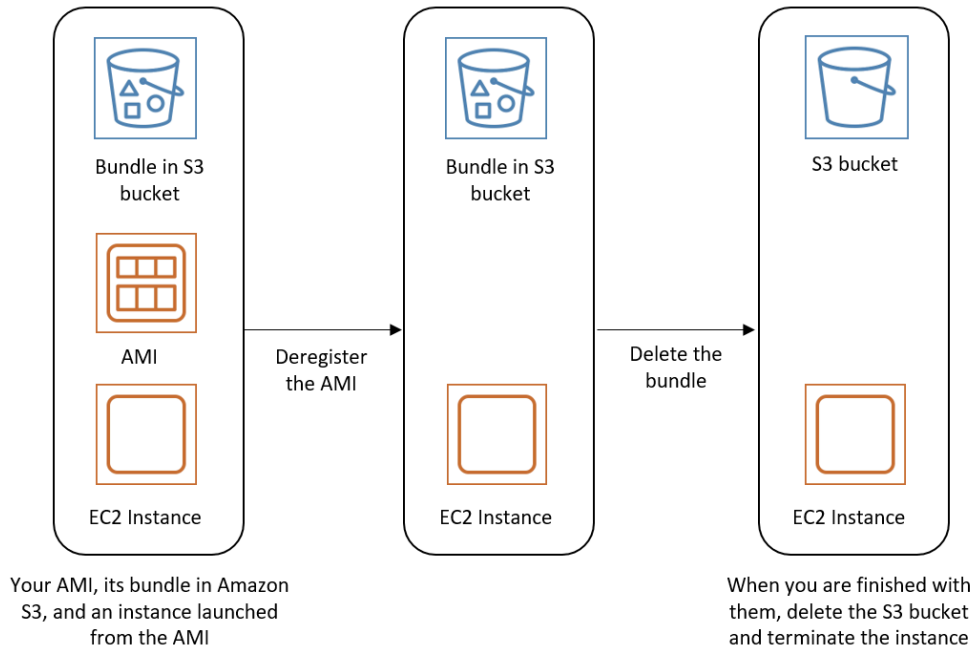 Bundle in S3
bucket
AMI
EC2 Instance
Your AMI, its bundle in Amazon
S3, and an instance launched
from the AMI
Deregister
the AMI
Bundle in S3
bucket
EC2 Instance
Delete the
bundle
S3 bucket
EC2 Instance
When you are finished with
them, delete the S3 bucket
and terminate the instance